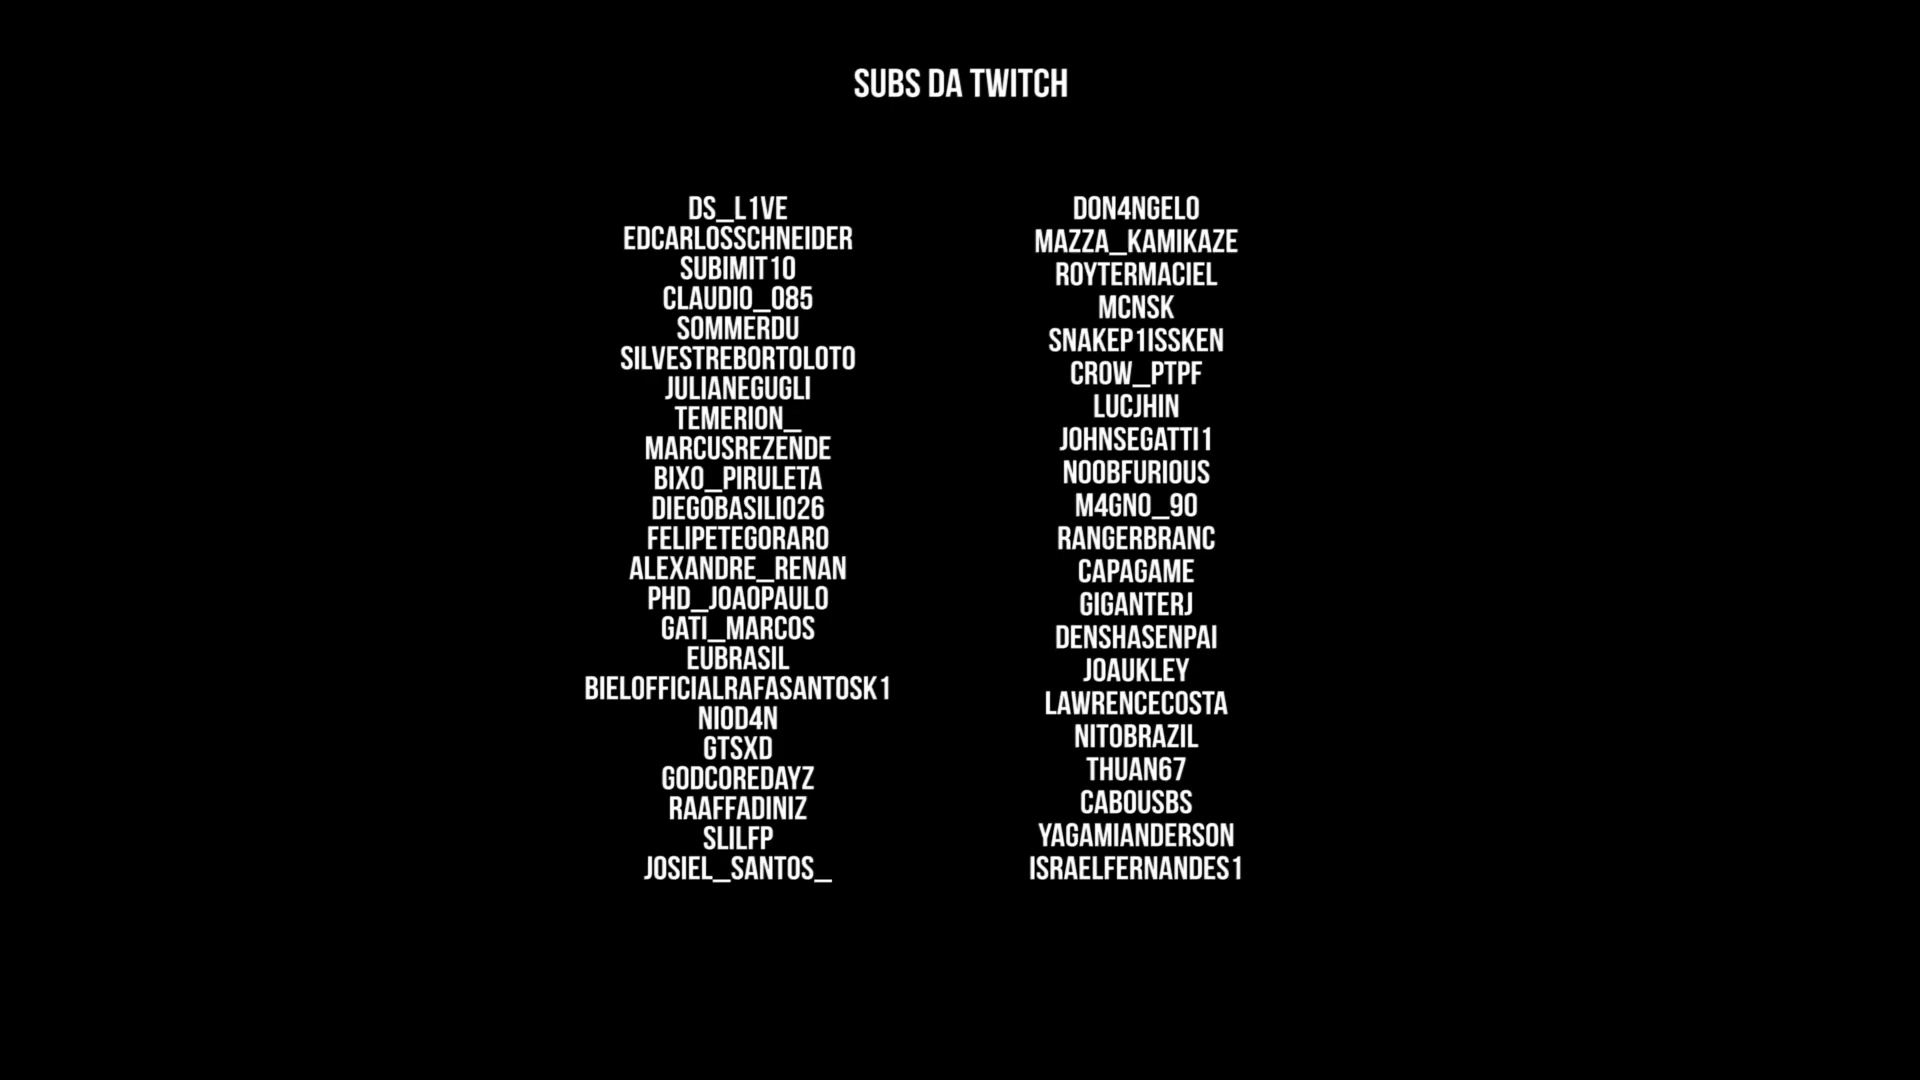 SUBS DA TWITCH
DS_L1VE
EDCARLOSSCHNEIDER
SUBIMIT10
CLAUDIO_085
SOMMERDU
SILVESTREBORTOLOTO
JULIANEGUGLI
TEMERION_
MARCUSREZENDE
BIXO_PIRULETA
DIEGOBASILIO26
FELIPETEGORARO
ALEXANDRE_RENAN
PHD_JOAOPAULO
GATI_MARCOS
EUBRASIL
BIELOFFICIALRAFASANTOSK1
NIOD4N
GTSXD
GODCOREDAYZ
RAAFFADINIZ
SLILFP
JOSIEL_SANTOS_
DON4NGELO
MAZZA_KAMIKAZE
ROYTERMACIEL
MCNSK
SNAKEP1ISSKEN
CROW_PTPF
LUCJHIN
JOHNSEGATTI1
NOOBFURIOUS
M4GNO_90
RANGERBRANC
CAPAGAME
GIGANTERJ
DENSHASENPAI
JOAUKLEY
LAWRENCECOSTA
NITOBRAZIL
THUAN67
CABOUSBS
YAGAMIANDERSON
ISRAELFERNANDES1